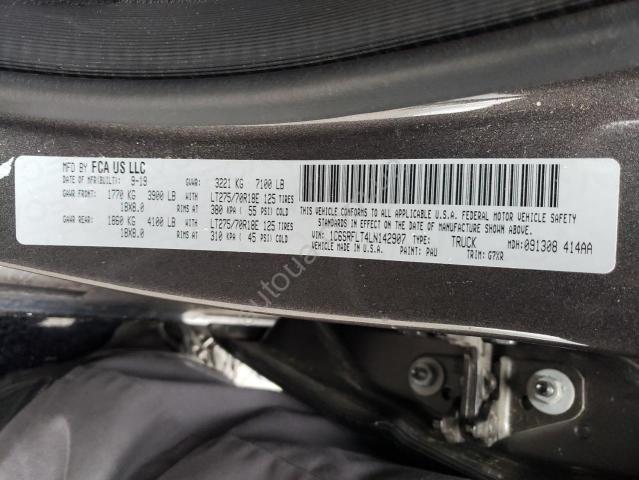 MFD BY FCA US LLC
DATE OF MFR(BUILT): 9-19 GVWR: 3221 KG 7100 LB
GAWR FRONT: 1770 KG 3900 LB WITH LT275/70R18E 125 TIRES
18X8.0 RIMS AT 380 KPA ( 55 PSI) COLD
GAWR REAR: 1860 KG 4100 LB WITH LT275/70R18E 125 TIRES
18X8.0 RIMS AT 310 KPA ( 45 PSI) COLD
THIS VEHICLE CONFORMS TO ALL APPLICABLE U.S.A. FEDERAL MOTOR VEHICLE SAFETY
STANDARDS IN EFFECT ON THE DATE OF MANUFACTURE SHOWN ABOVE.
VIN: 1C6SRFLT4LN142907 TYPE: TRUCK MDH: 091308 414AA
MADE IN U.S.A. PAINT: PAU TRIM: G7XR